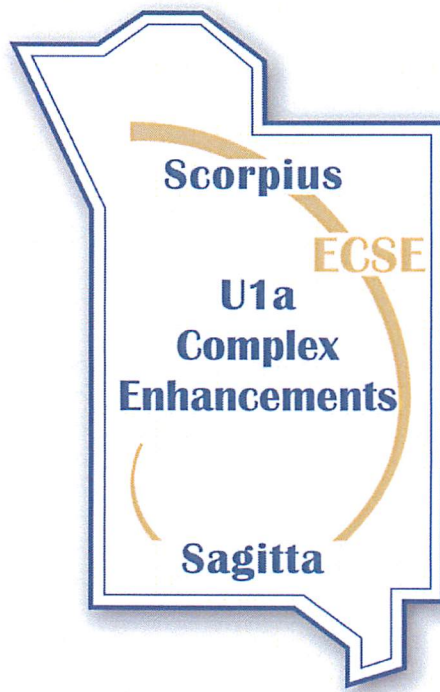 Scorpius
ECSE
U1a
Complex
Enhancements
Sagitta